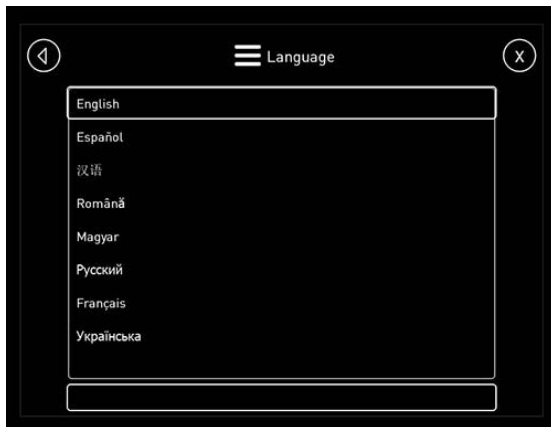 Language
X
English
Español
汉语
Română
Magyar
Русский
Français
Українська